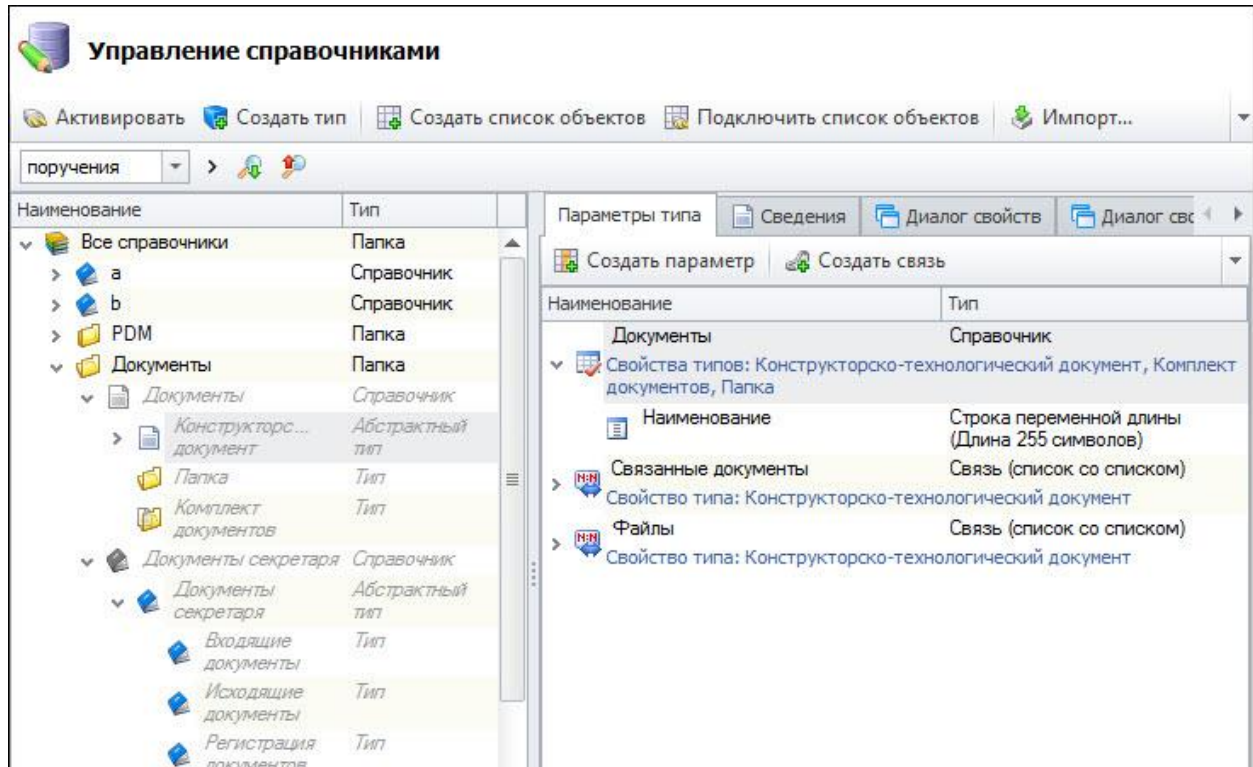 Управление справочниками
Активировать Создать тип Создать список объектов Подключить список объектов Импорт...
поручения
Наименование Тип
Все справочники Папка
a Справочник
b Справочник
PDM Папка
Документы Папка
Документы Справочник
Конструкторс... Абстрактный
документ тип
Папка Тип
Комплект Тип
документов
Документы секретаря Справочник
Документы Абстрактный
секретаря тип
Входящие Тип
документы
Исходящие Тип
документы
Регистрация Тип
документов
Параметры типа Сведения Диалог свойств Диалог свс
Создать параметр Создать связь
Наименование Тип
Документы Справочник
Свойства типов: Конструкторско-технологический документ, Комплект
документов, Папка
Наименование Строка переменной длины
(Длина 255 символов)
N:N Связанные документы Связь (список со списком)
Свойство типа: Конструкторско-технологический документ
N:N Файлы Связь (список со списком)
Свойство типа: Конструкторско-технологический документ